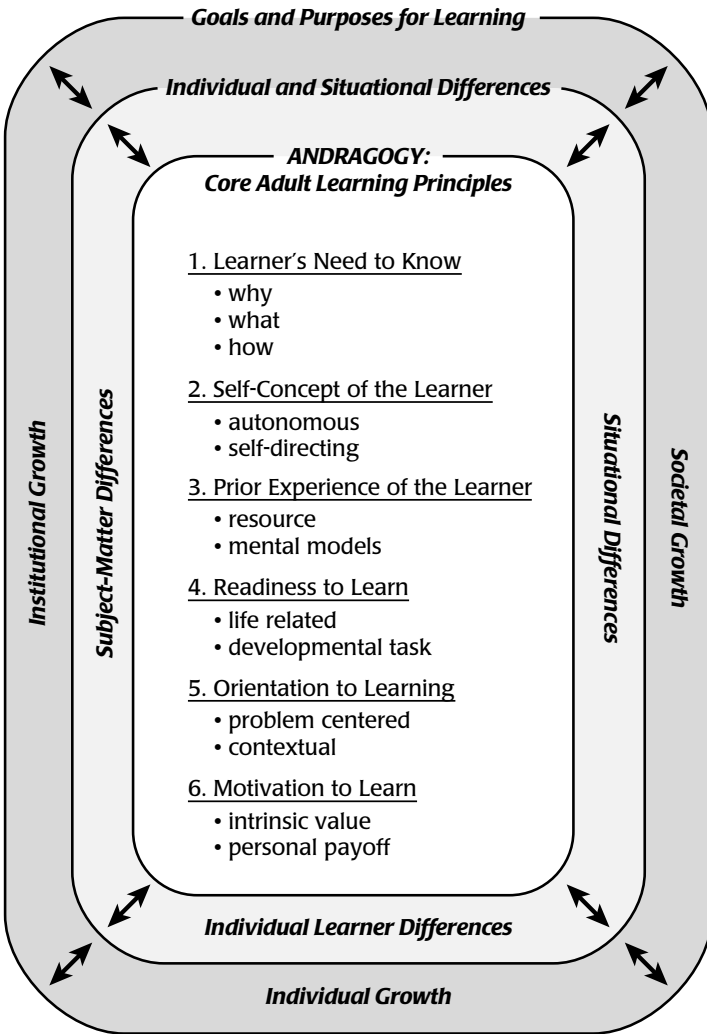 Goals and Purposes for Learning
Individual and Situational Differences
ANDRAGOGY:
Core Adult Learning Principles
1. Learner's Need to Know
• why
• what
• how
2. Self-Concept of the Learner
• autonomous
• self-directing
3. Prior Experience of the Learner
• resource
• mental models
4. Readiness to Learn
• life related
• developmental task
5. Orientation to Learning
• problem centered
• contextual
6. Motivation to Learn
• intrinsic value
• personal payoff
Institutional Growth
Subject-Matter Differences
Situational Differences
Societal Growth
Individual Learner Differences
Individual Growth